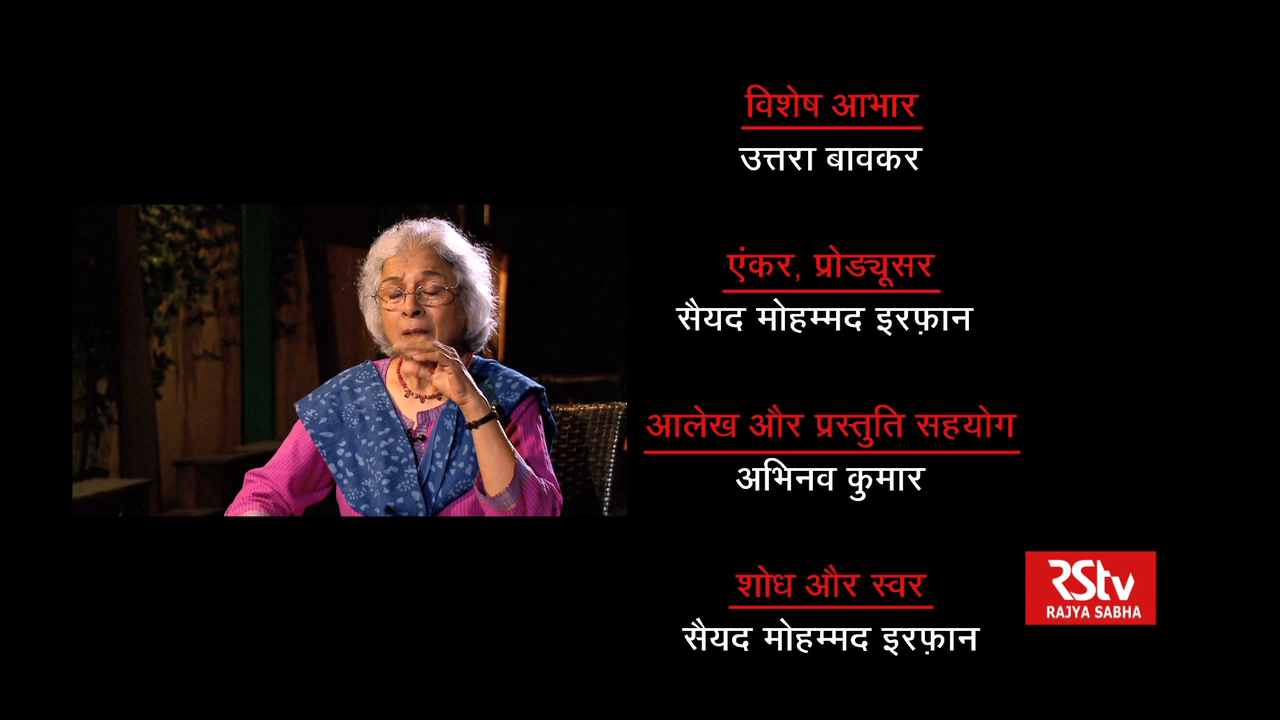 विशेष आभार
उत्तरा बावकर
एंकर, प्रोड्यूसर
सैयद मोहम्मद इरफ़ान
आलेख और प्रस्तुति सहयोग
अभिनव कुमार
शोध और स्वर
सैयद मोहम्मद इरफ़ान
RStv
RAJYA SABHA